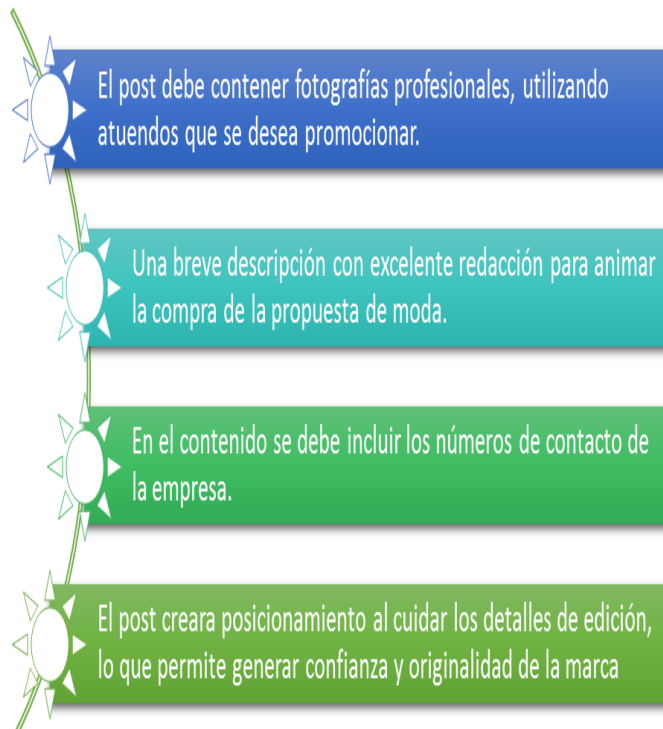 El post debe contener fotografías profesionales, utilizando
atuendos que se desea promocionar.
Una breve descripción con excelente redacción para animar
la compra de la propuesta de moda.
En el contenido se debe incluir los números de contacto de
la empresa.
El post creara posicionamiento al cuidar los detalles de edición,
lo que permite generar confianza y originalidad de la marca